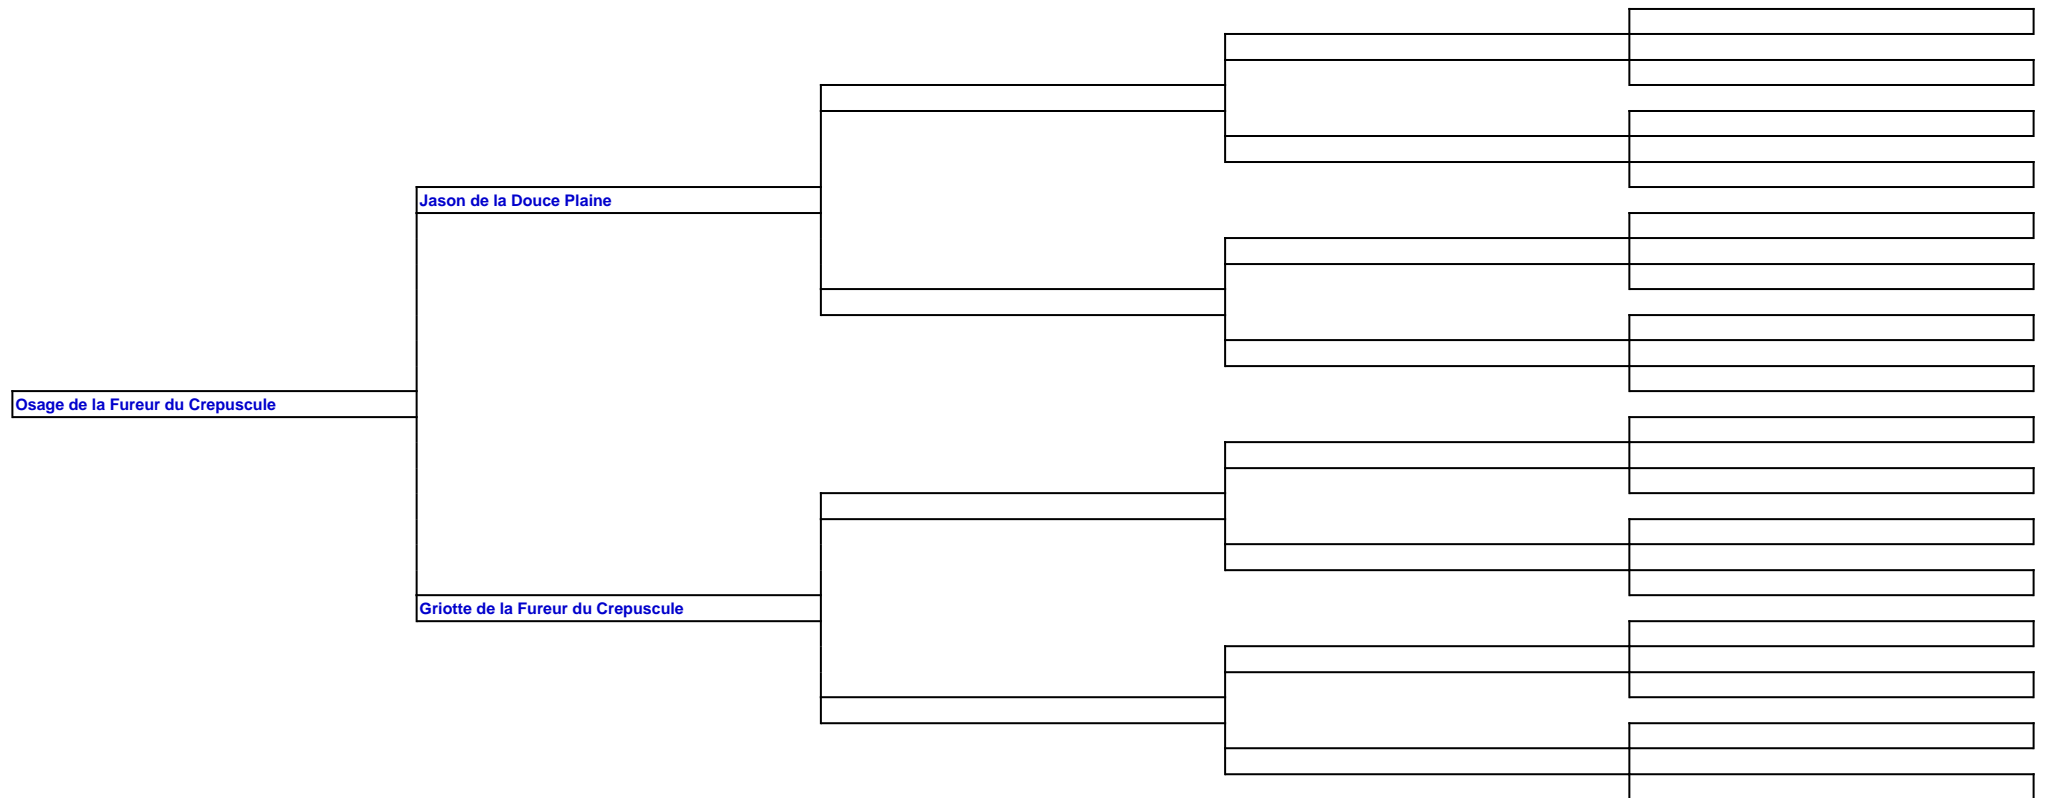 Jason de la Douce Plaine
Osage de la Fureur du Crepuscule
Griotte de la Fureur du Crepuscule